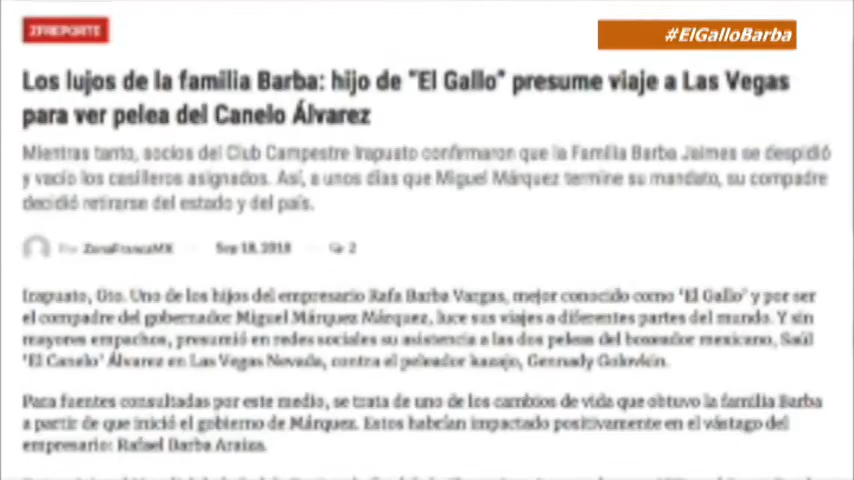 ZFREPORTE
#ElGalloBarba
Los lujos de la familia Barba: hijo de "El Gallo" presume viaje a Las Vegas
para ver pelea del Canelo Álvarez
Mientras tanto, socios del Club Campestre Irapuato confirmaron que la Familia Barba Jaimes se despidió
y vació los casilleros asignados. Así, a unos días que Miguel Márquez termine su mandato, su compadre
decidió retirarse del estado y del país.
Por ZonaFrancaMX Sep 18, 2018 2
Irapuato, Gto. Uno de los hijos del empresario Rafa Barba Vargas, mejor conocido como 'El Gallo' y por ser
el compadre del gobernador Miguel Márquez Márquez, luce sus viajes a diferentes partes del mundo. Y sin
mayores empachos, presumió en redes sociales su asistencia a las dos peleas del boxeador mexicano, Saúl
'El Canelo' Álvarez en Las Vegas Nevada, contra el peleador kazajo, Gennady Golovkin.
Para fuentes consultadas por este medio, se trata de uno de los cambios de vida que obtuvo la familia Barba
a partir de que inició el gobierno de Márquez. Estos habrían impactado positivamente en el vástago del
empresario: Rafael Barba Araiza.